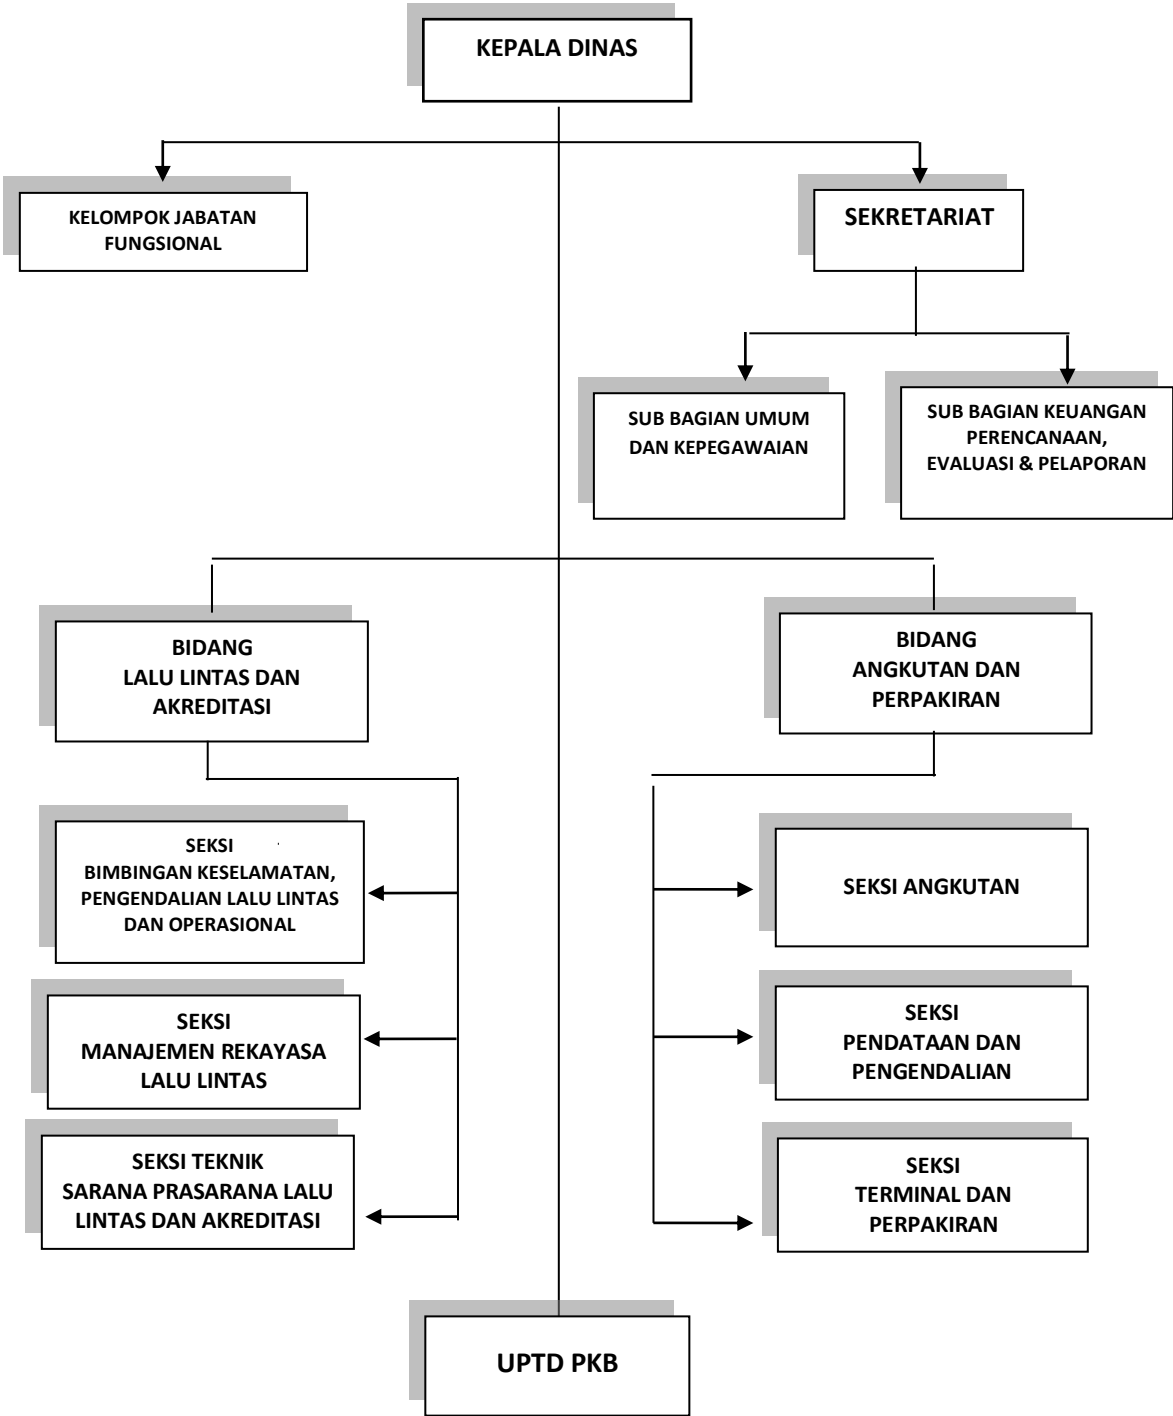 KEPALA DINAS
KELOMPOK JABATAN
FUNGSIONAL
SEKRETARIAT
SUB BAGIAN UMUM
DAN KEPEGAWAIAN
SUB BAGIAN KEUANGAN
PERENCANAAN,
EVALUASI & PELAPORAN
BIDANG
LALU LINTAS DAN
AKREDITASI
BIDANG
ANGKUTAN DAN
PERPAKIRAN
SEKSI
BIMBINGAN KESELAMATAN,
PENGENDALIAN LALU LINTAS
DAN OPERASIONAL
SEKSI ANGKUTAN
SEKSI
MANAJEMEN REKAYASA
LALU LINTAS
SEKSI
PENDATAAN DAN
PENGENDALIAN
SEKSI TEKNIK
SARANA PRASARANA LALU
LINTAS DAN AKREDITASI
SEKSI
TERMINAL DAN
PERPAKIRAN
UPTD PKB